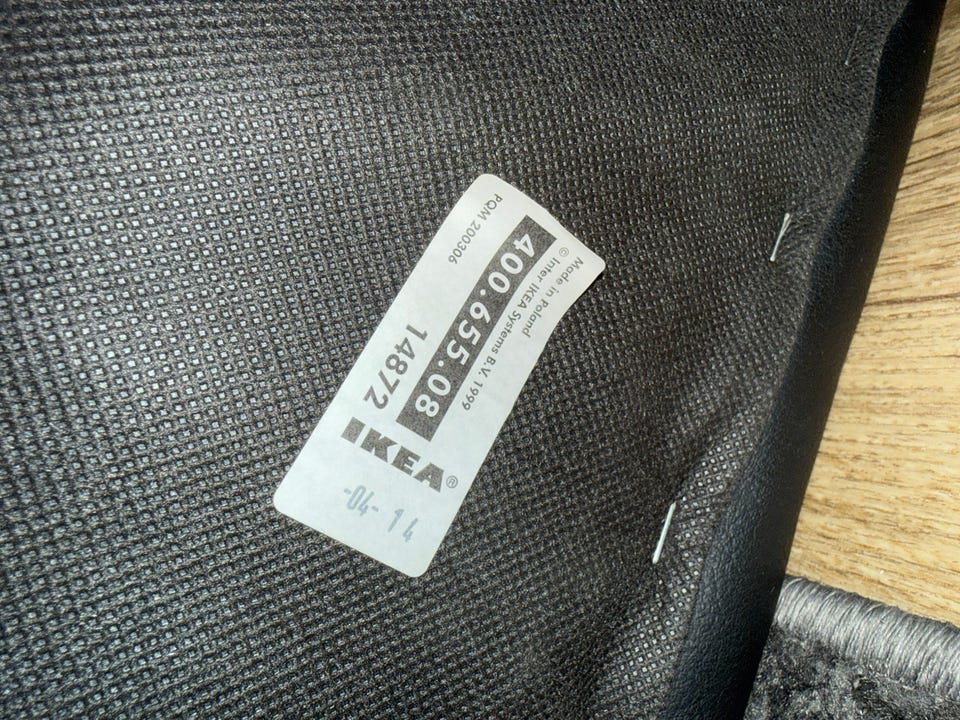 Made in Poland
© Inter IKEA Systems B.V. 1999
400.655.08
PQM 200306
14872
IKEA®
-04- 14